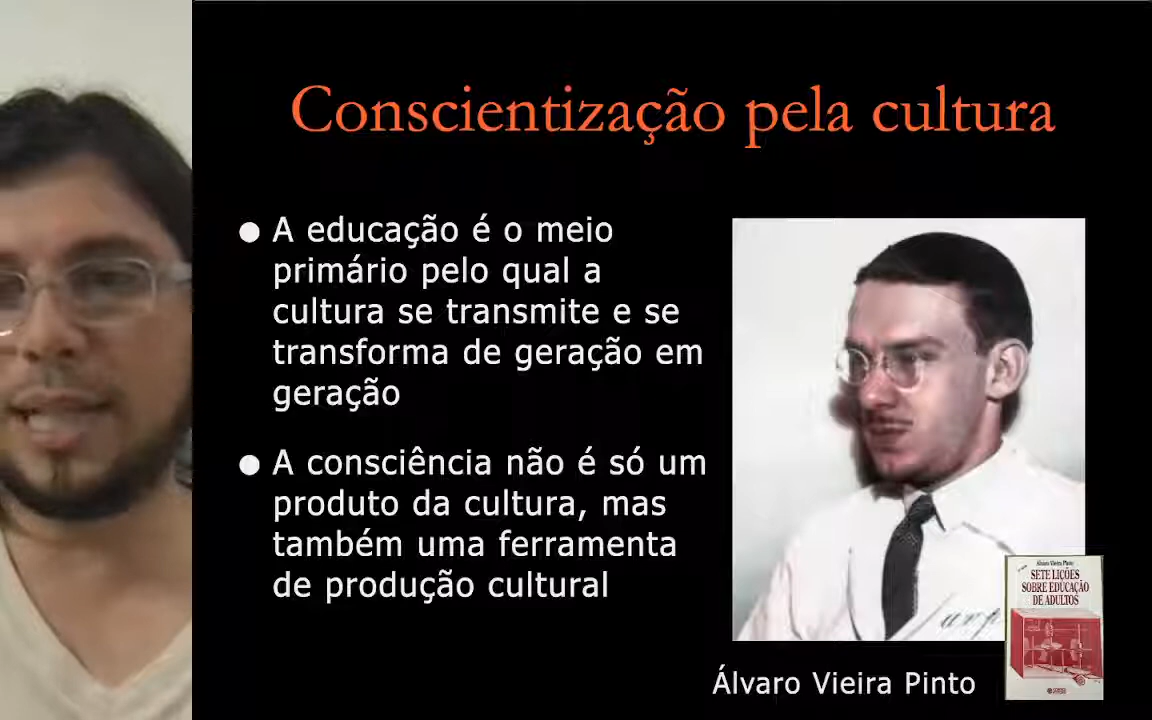 Conscientização pela cultura
● A educação é o meio
primário pelo qual a
cultura se transmite e se
transforma de geração em
geração
● A consciência não é só um
produto da cultura, mas
também uma ferramenta
de produção cultural
Álvaro Vieira Pinto
SETE LIÇÕES
SOBRE EDUCAÇÃO
DE ADULTOS
Álvaro Vieira Pinto